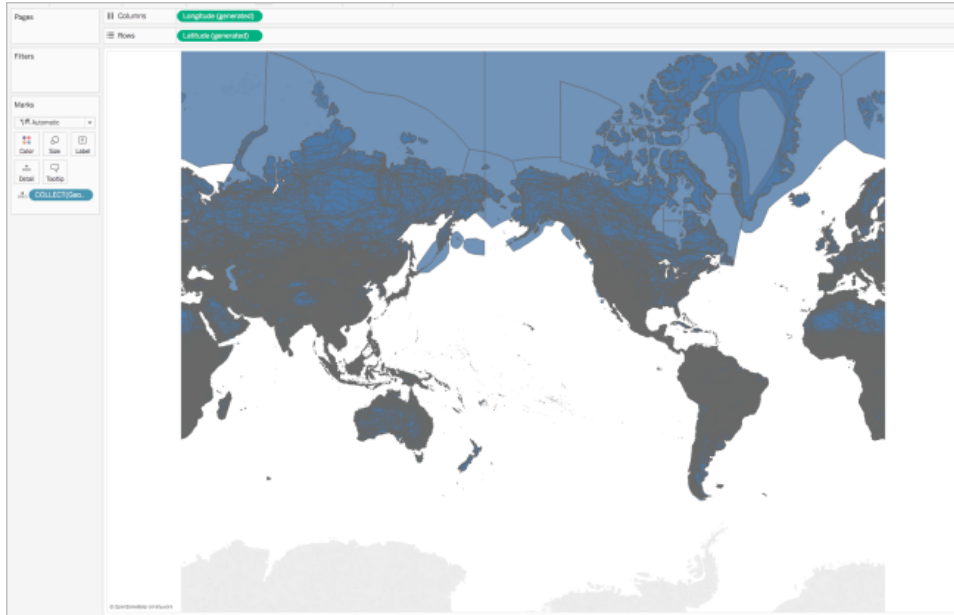 Pages
Columns
Longitude (generated)
Rows
Latitude (generated)
Filters
Marks
Automatic
Color
Size
Label
Detail
Tooltip
COLLECT(Geo..